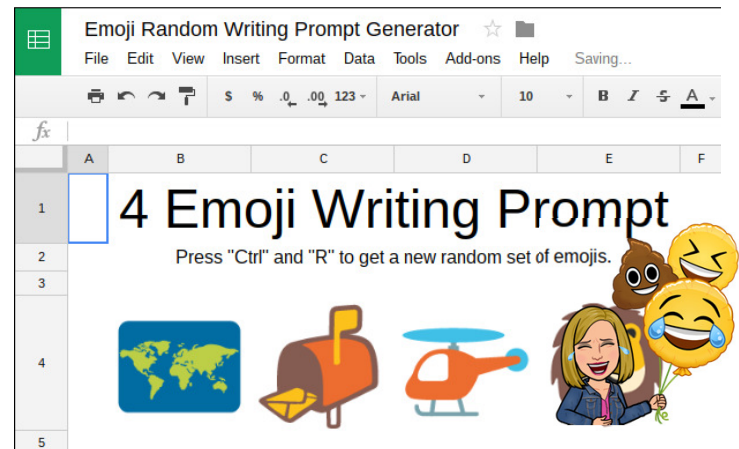 Emoji Random Writing Prompt Generator
File Edit View Insert Format Data Tools Add-ons Help Saving...
$ % .0 .00 123 Arial 10 B I S A
fx
A B C D E F
1 4 Emoji Writing Prompt
2 Press "Ctrl" and "R" to get a new random set of emojis.
3
4
5